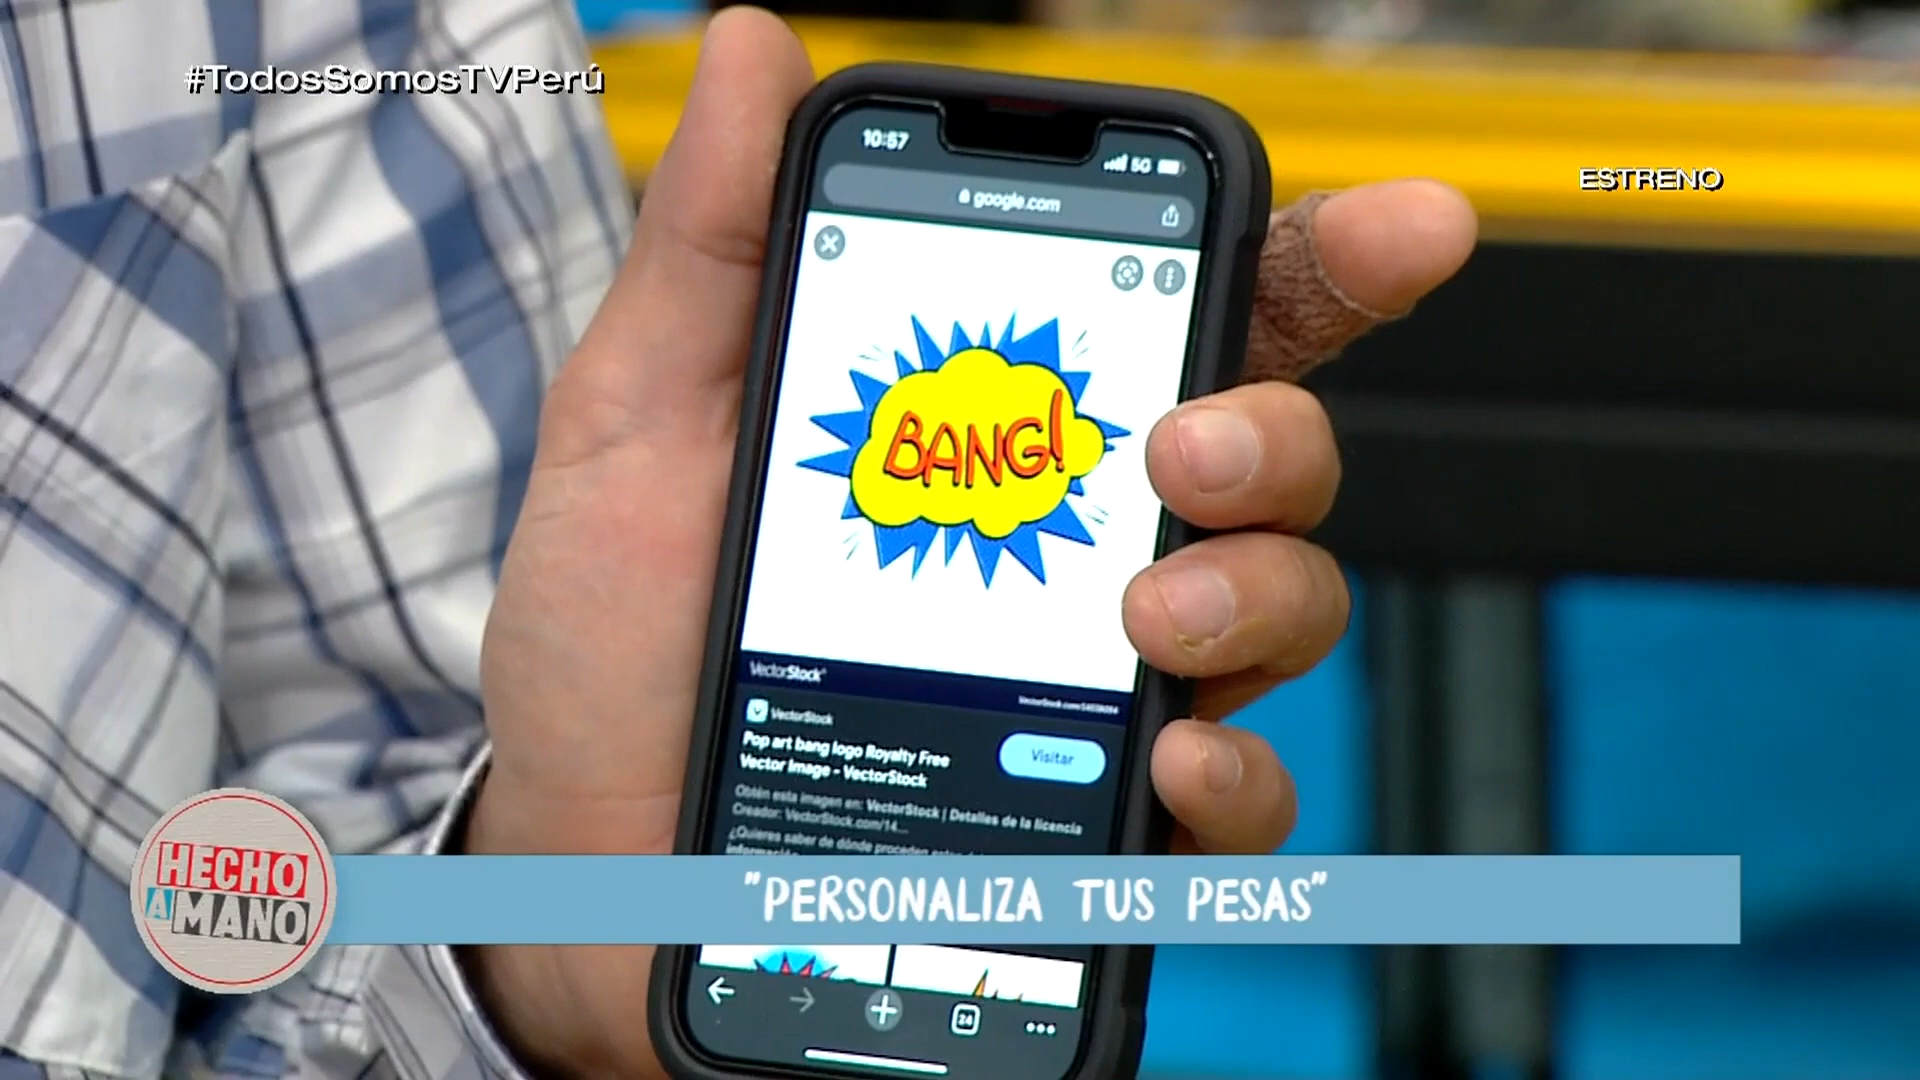 #TodosSomosTVPerú
ESTRENO
10:57
5G
google.com
BANG!
VectorStock
VectorStock
Pop art bang logo Royalty Free
Vector Image - VectorStock
Visitar
Obtén esta imagen en: VectorStock | Detalles de la licencia
Creador: VectorStock.com/14...
¿Quieres saber de dónde proceden
HECHO
A MANO
"PERSONALIZA TUS PESAS"
24